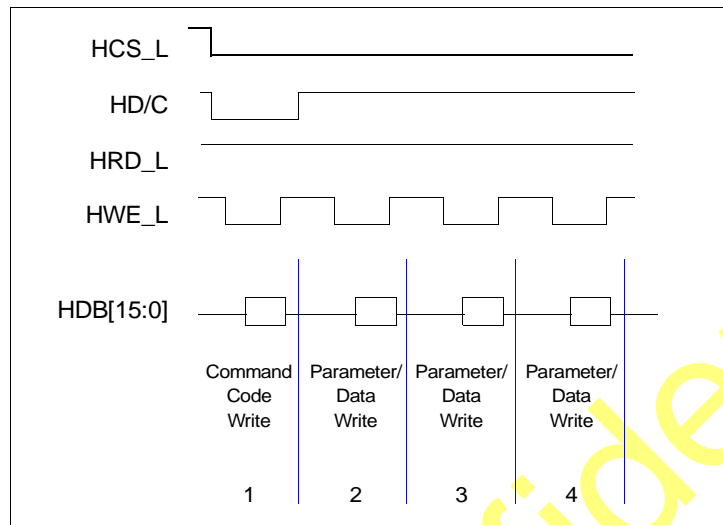 HCS_L
HD/C
HRD_L
HWE_L
HDB[15:0]
Command Parameter/ Parameter/ Parameter/
Code Data Data Data
Write Write Write Write
1 2 3 4
fide